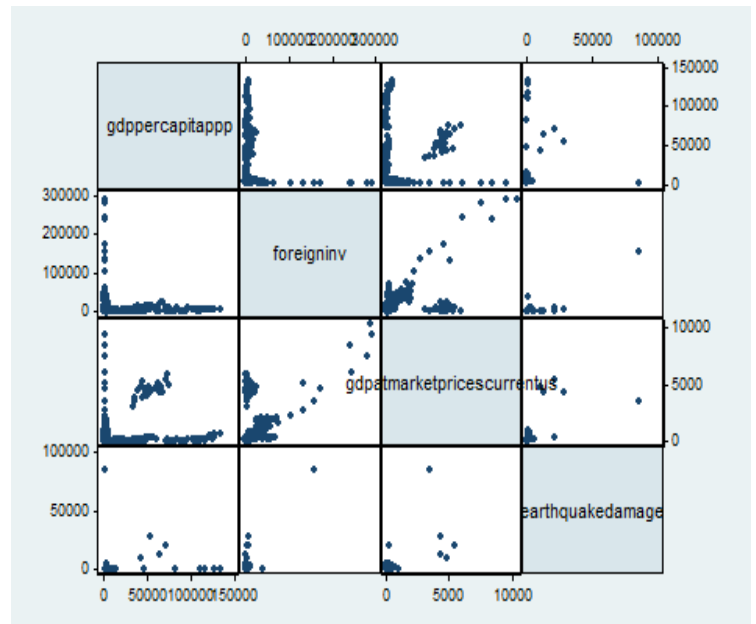 0 100000 200000 300000
0 50000 100000
gdppercapitappp
150000
100000
50000
0
300000
200000
100000
0
foreigninv
gdpatmarketpricescurrentus
10000
5000
0
100000
50000
0
earthquakedamage
0 50000 100000 150000
0 5000 10000